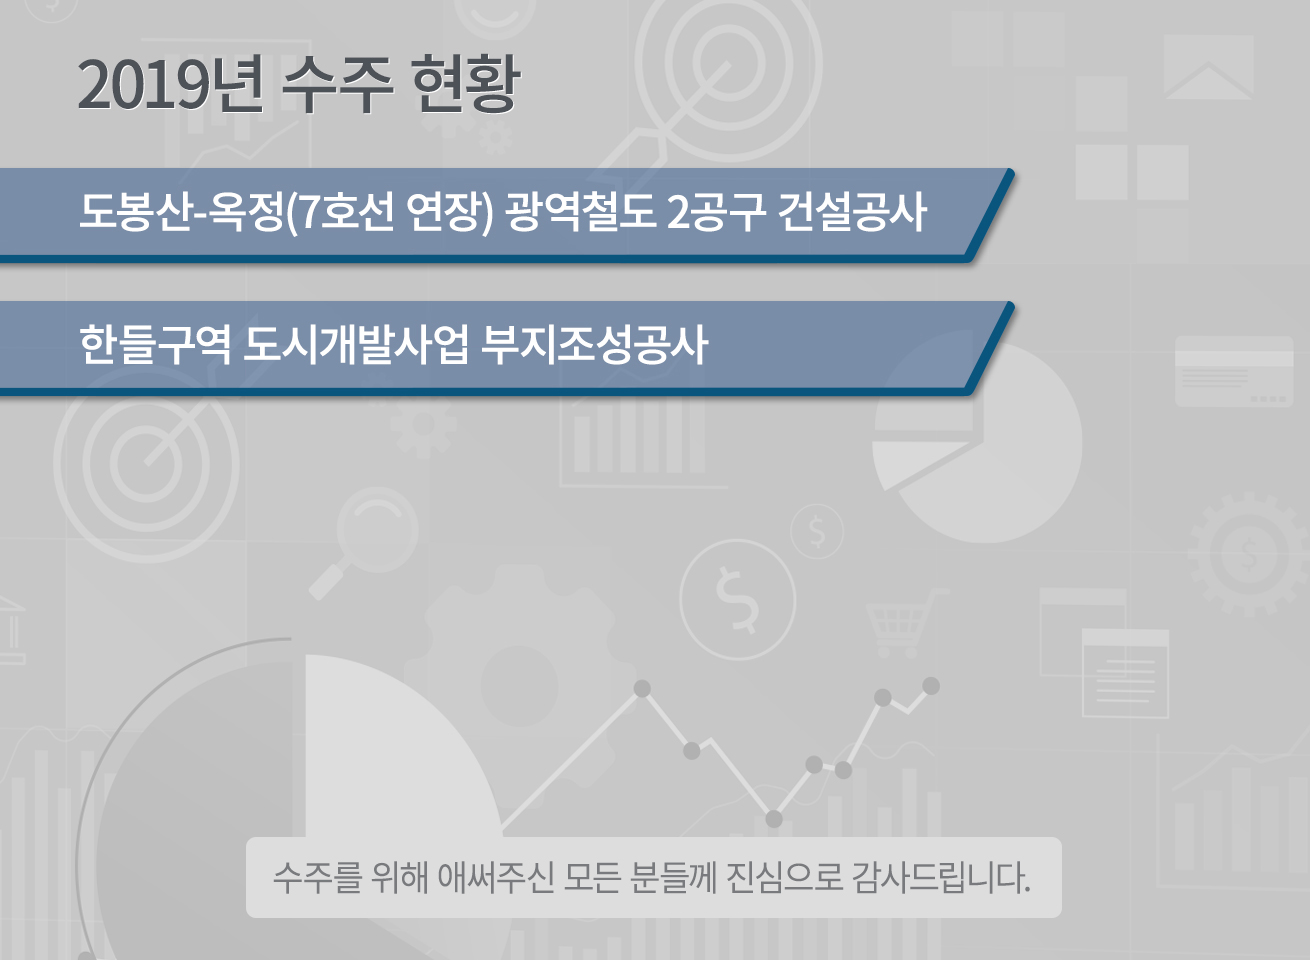 2019년 수주 현황
도봉산-옥정(7호선 연장) 광역철도 2공구 건설공사
한들구역 도시개발사업 부지조성공사
수주를 위해 애써주신 모든 분들께 진심으로 감사드립니다.